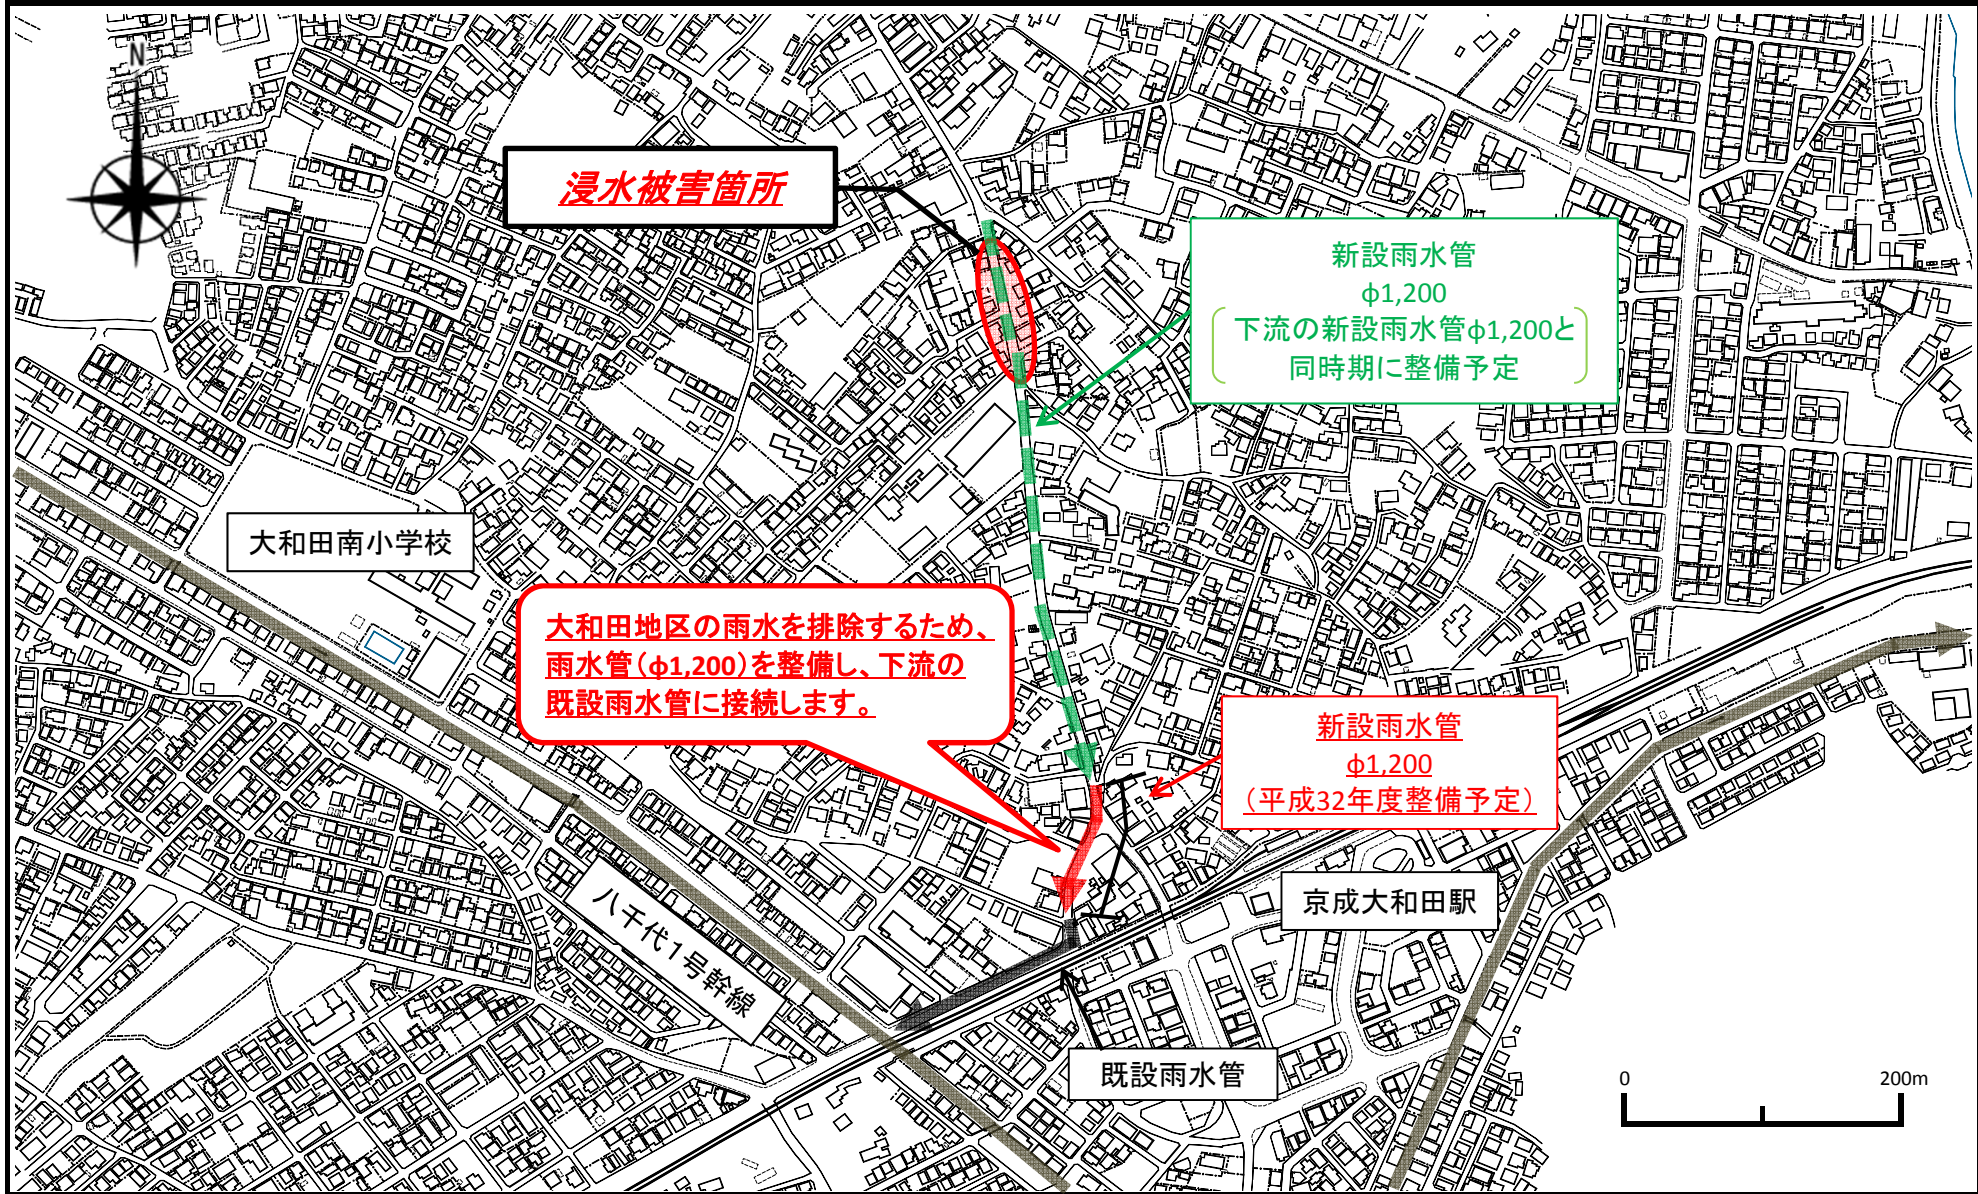 N
浸水被害箇所
新設雨水管
φ1,200
下流の新設雨水管φ1,200と
同時期に整備予定
大和田南小学校
大和田地区の雨水を排除するため、
雨水管(φ1,200)を整備し、下流の
既設雨水管に接続します。
新設雨水管
φ1,200
(平成32年度整備予定)
八千代1号幹線
京成大和田駅
既設雨水管
0 200m